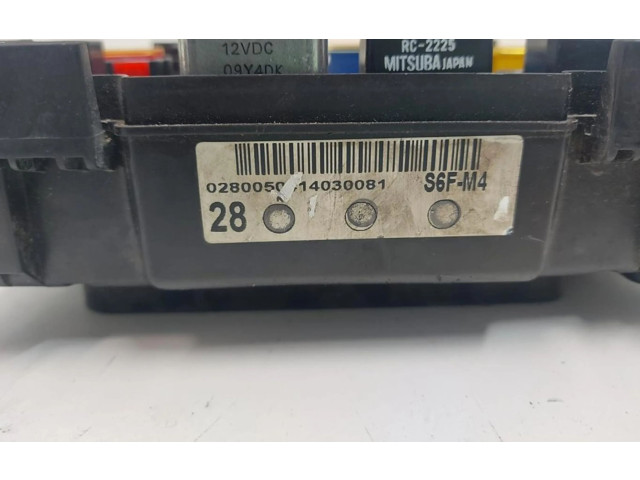 12VDC
09Y4DK
RC-2225
MITSUBA JAPAN
S6F-M4
28